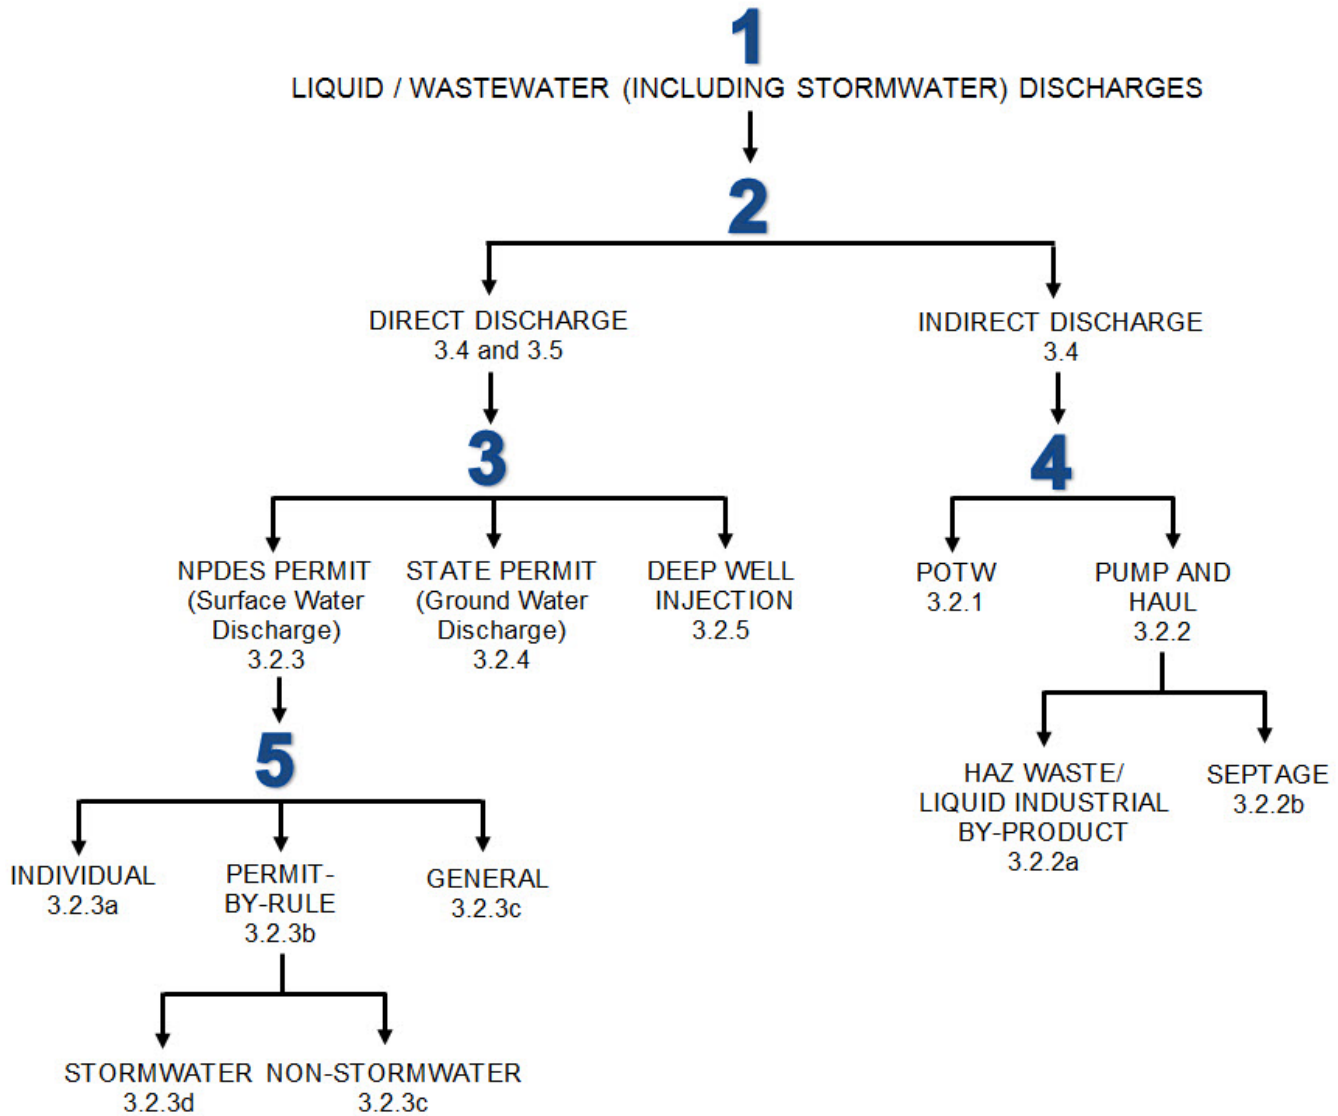 1
LIQUID / WASTEWATER (INCLUDING STORMWATER) DISCHARGES
2
DIRECT DISCHARGE
3.4 and 3.5
INDIRECT DISCHARGE
3.4
3
4
NPDES PERMIT
(Surface Water
Discharge)
3.2.3
STATE PERMIT
(Ground Water
Discharge)
3.2.4
DEEP WELL
INJECTION
3.2.5
POTW
3.2.1
PUMP AND
HAUL
3.2.2
5
HAZ WASTE/
LIQUID INDUSTRIAL
BY-PRODUCT
3.2.2a
SEPTAGE
3.2.2b
INDIVIDUAL
3.2.3a
PERMIT-
BY-RULE
3.2.3b
GENERAL
3.2.3c
STORMWATER
3.2.3d
NON-STORMWATER
3.2.3c